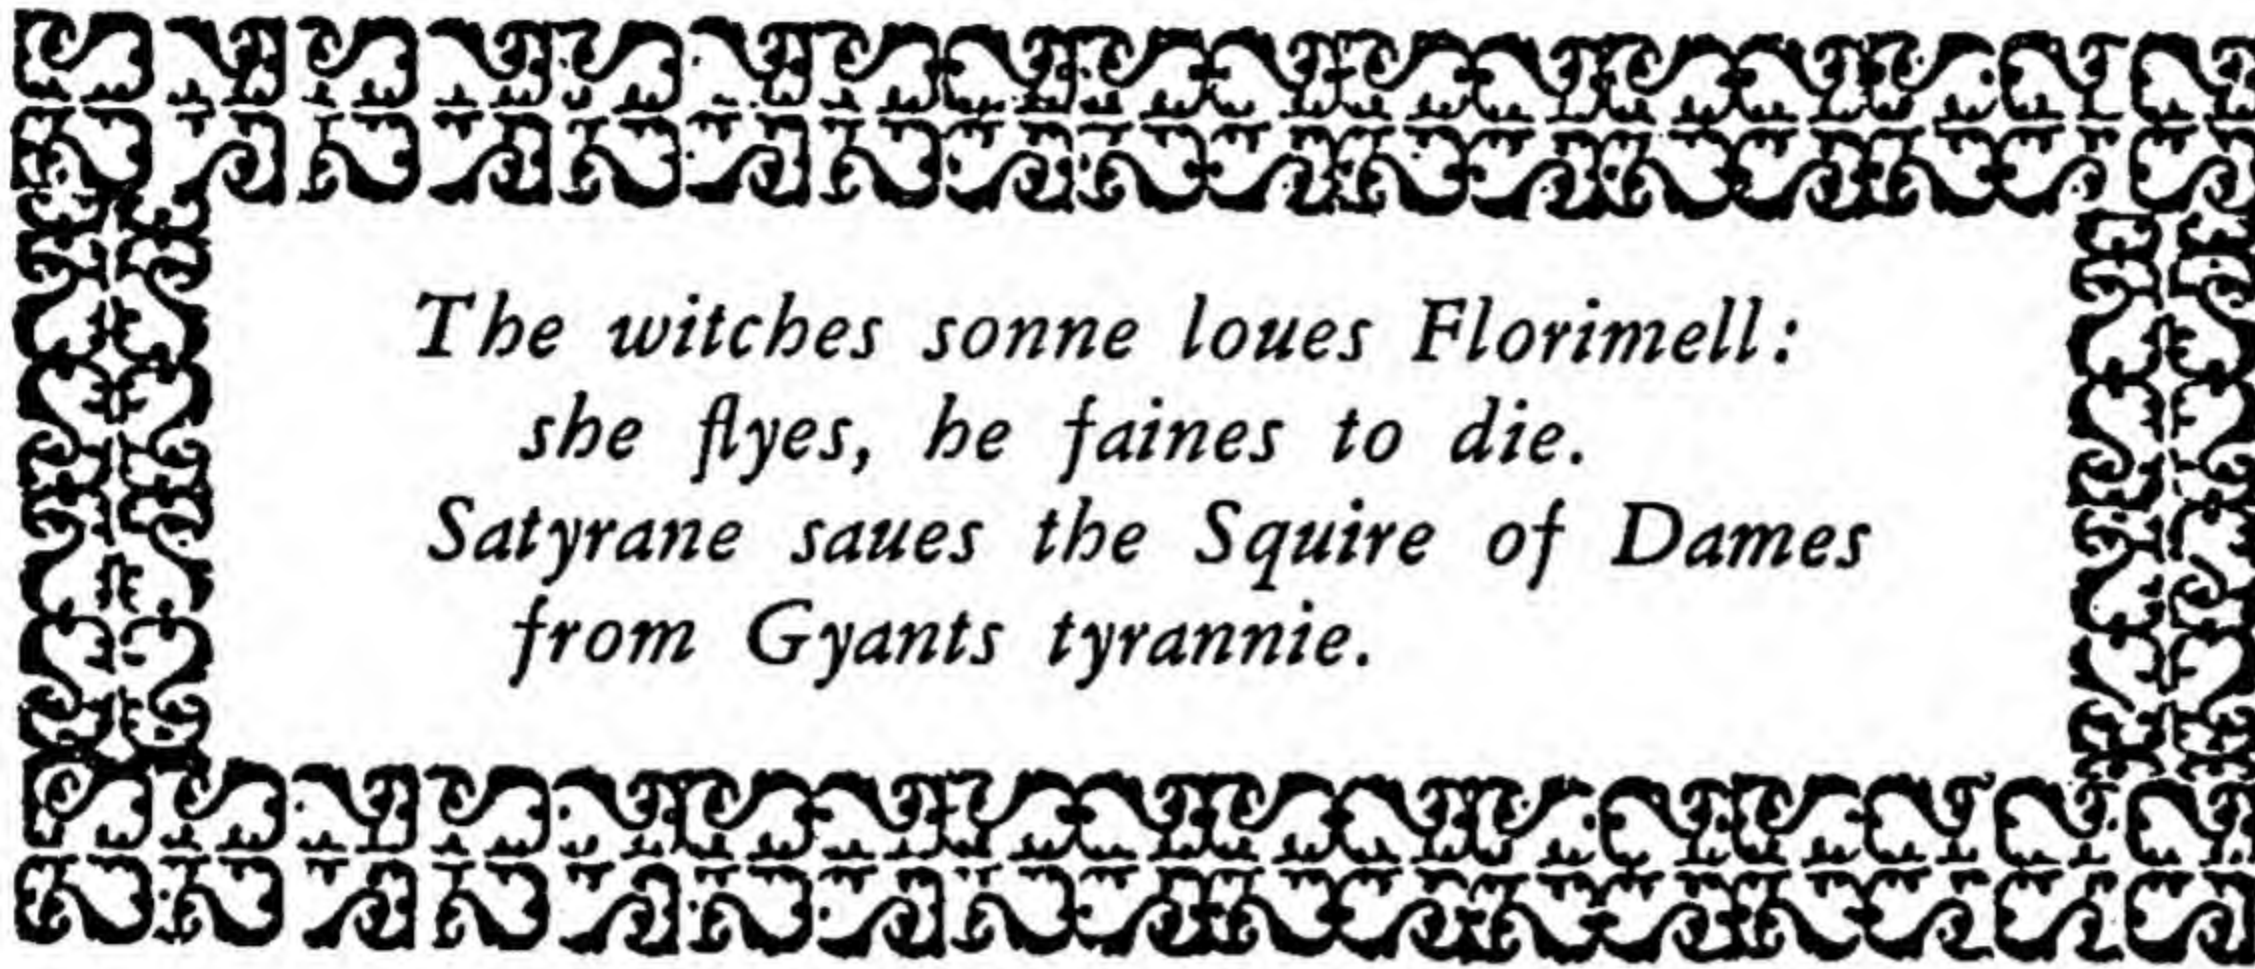 The witches sonne loues Florimell:
she flyes, he faines to die.
Satyrane saues the Squire of Dames
from Gyants tyrannie.